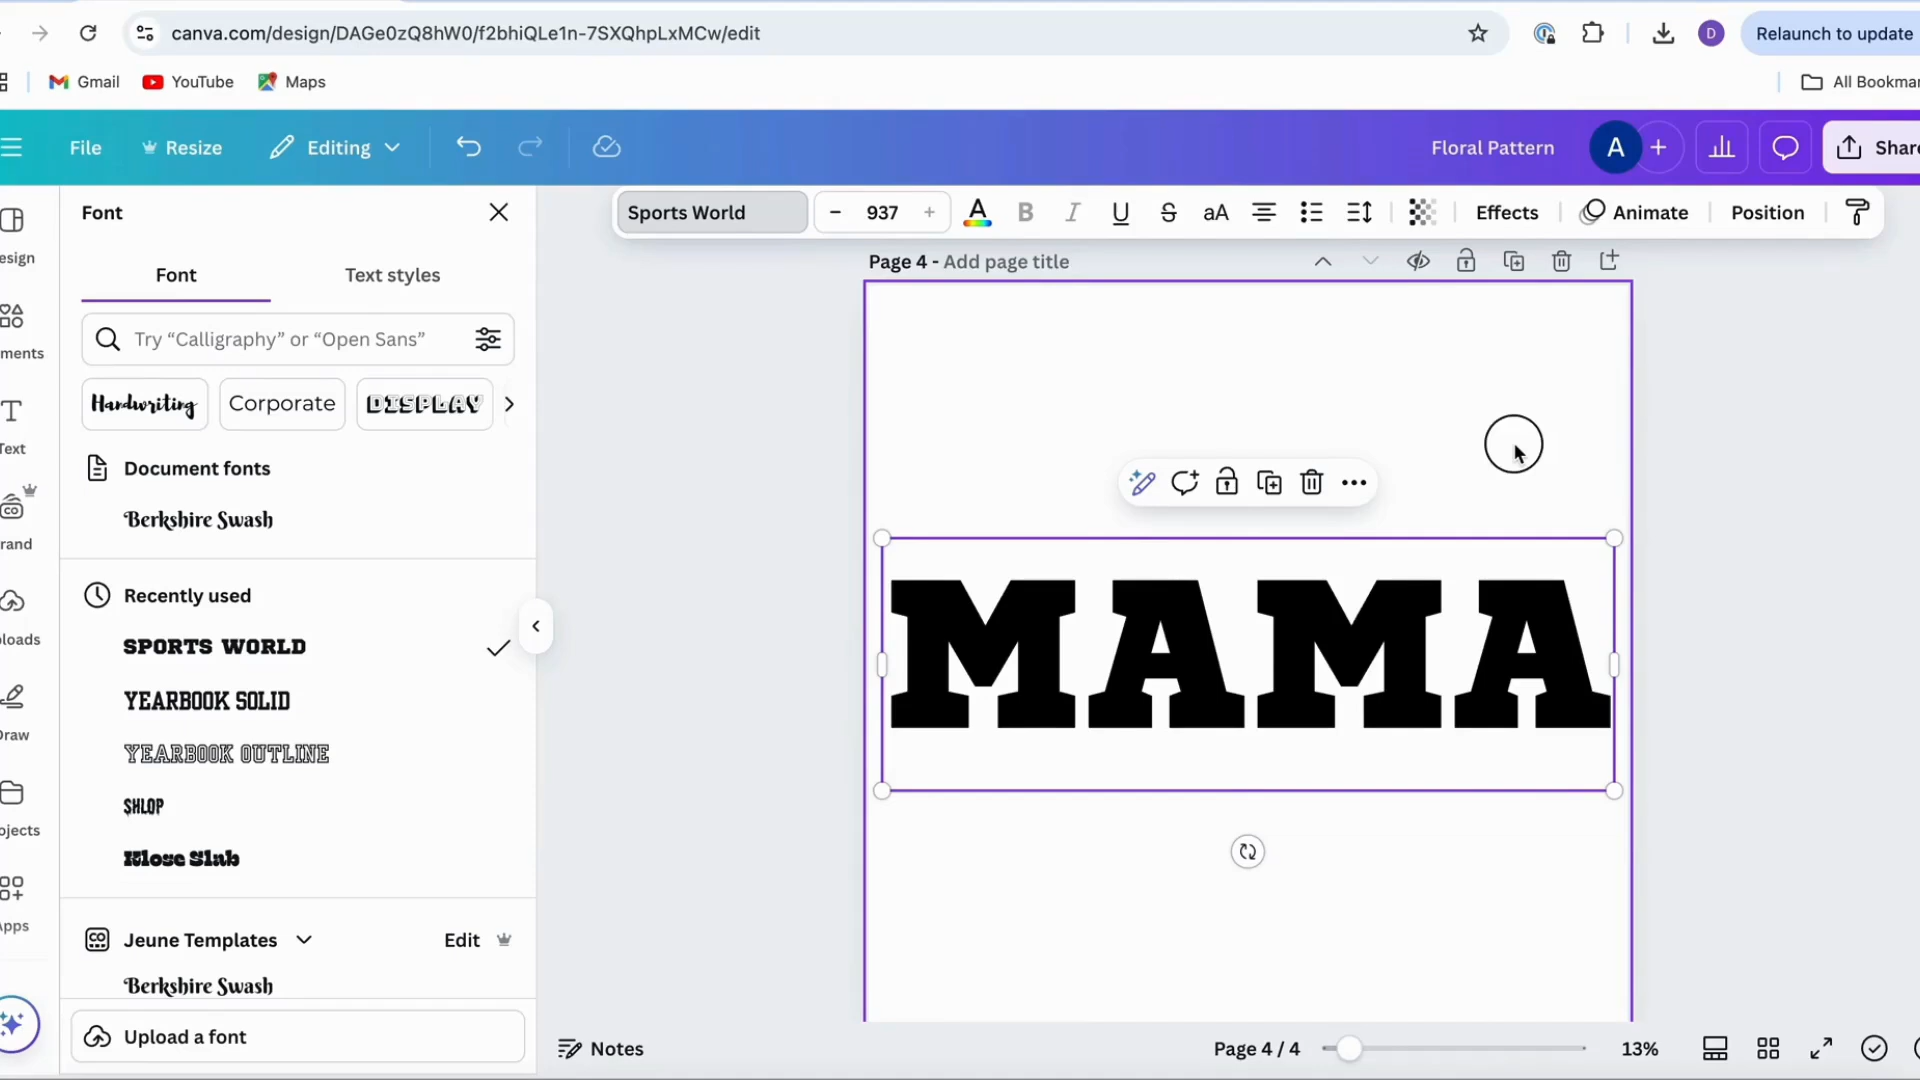 canva.com/design/DAGe0zQ8hW0/f2bhiQLe1n-7SXQhpLxMCw/edit
D
Relaunch to update
Gmail
YouTube
Maps
All Bookmar
File
Resize
Editing
Floral Pattern
A
+
Share
Font
Sports World
− 937 +
A
B
I
U
S
aA
Effects
Animate
Position
esign
Font
Text styles
Page 4 - Add page title
Try “Calligraphy” or “Open Sans”
ments
Handwriting
Corporate
DISPLAY
Text
Document fonts
Berkshire Swash
rand
Recently used
SPORTS WORLD
MAMA
loads
YEARBOOK SOLID
Draw
YEARBOOK OUTLINE
SHLOP
ojects
Klose Slab
Apps
Jeune Templates
Edit
Berkshire Swash
Upload a font
Notes
Page 4 / 4
13%